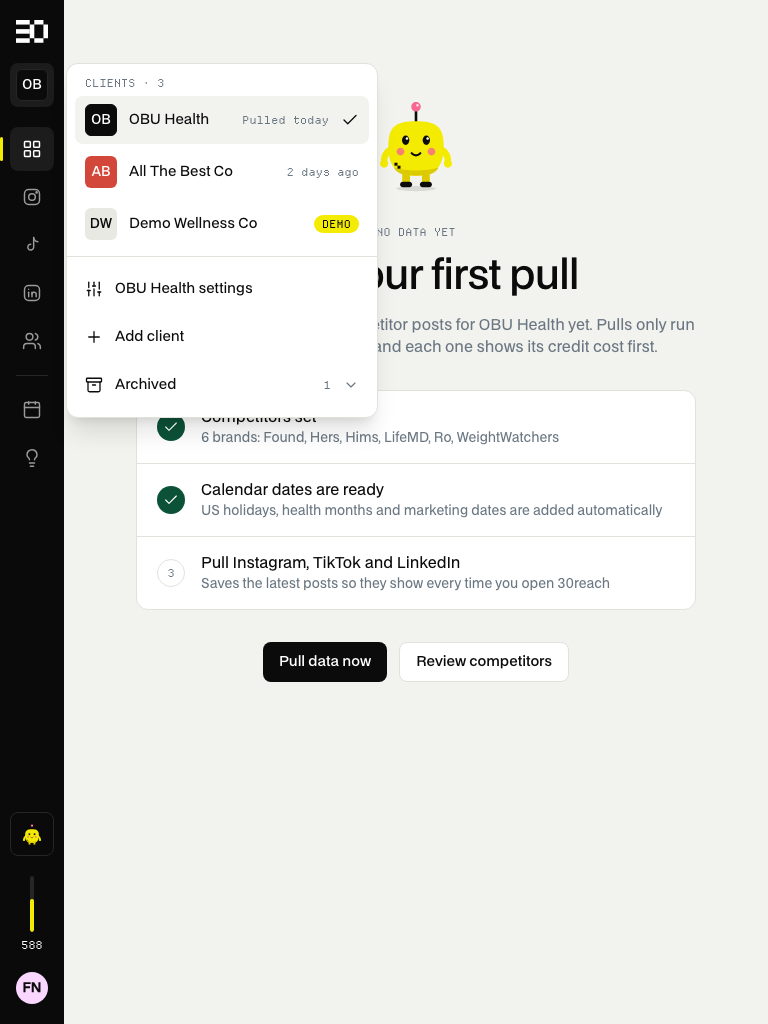 30
OB
CLIENTS · 3
OB OBU Health Pulled today
AB All The Best Co 2 days ago
DW Demo Wellness Co DEMO
OBU Health settings
Add client
Archived 1
NO DATA YET
our first pull
etitor posts for OBU Health yet. Pulls only run
and each one shows its credit cost first.
Competitors set
6 brands: Found, Hers, Hims, LifeMD, Ro, WeightWatchers
Calendar dates are ready
US holidays, health months and marketing dates are added automatically
3
Pull Instagram, TikTok and LinkedIn
Saves the latest posts so they show every time you open 30reach
Pull data now Review competitors
588
FN